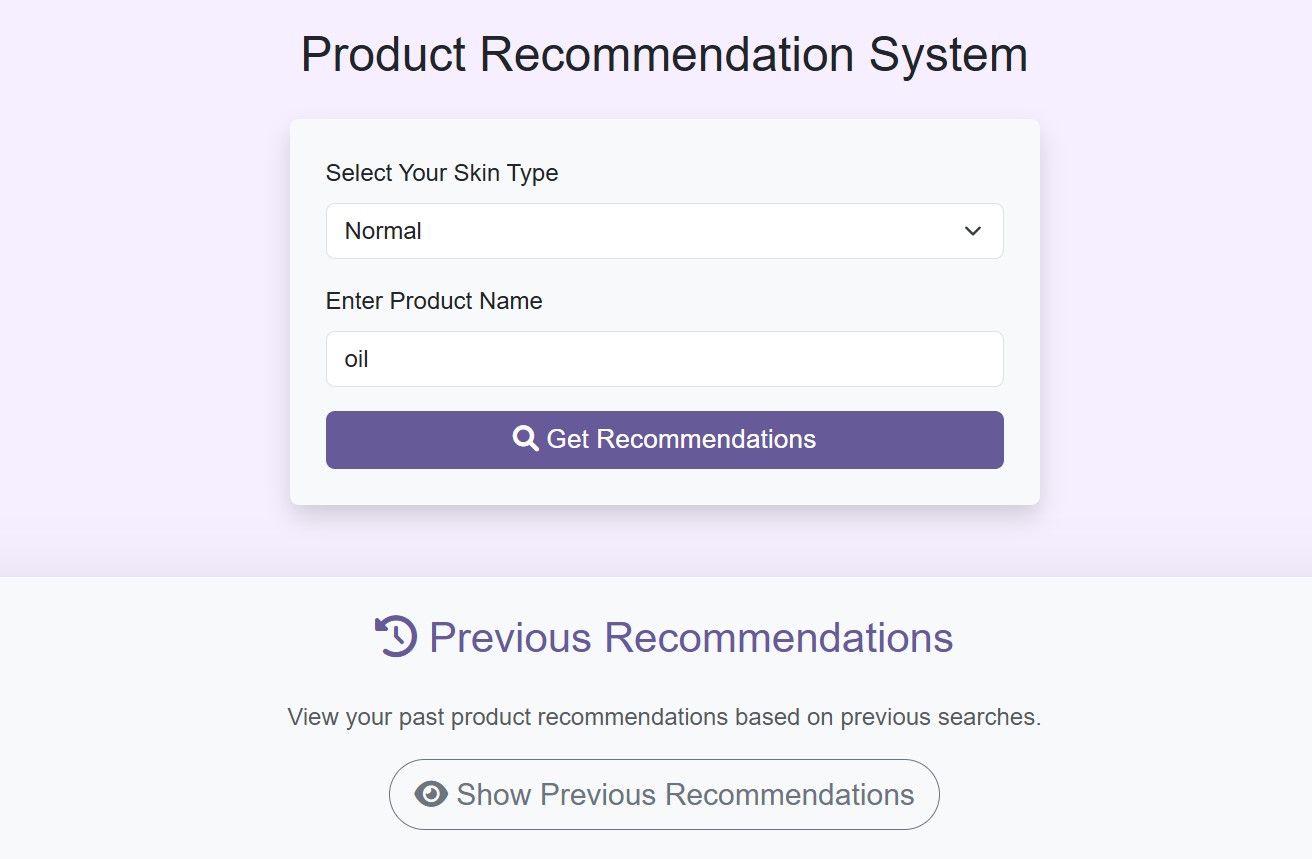 Product Recommendation System
Select Your Skin Type
Normal
Enter Product Name
oil
Get Recommendations
Previous Recommendations
View your past product recommendations based on previous searches.
Show Previous Recommendations